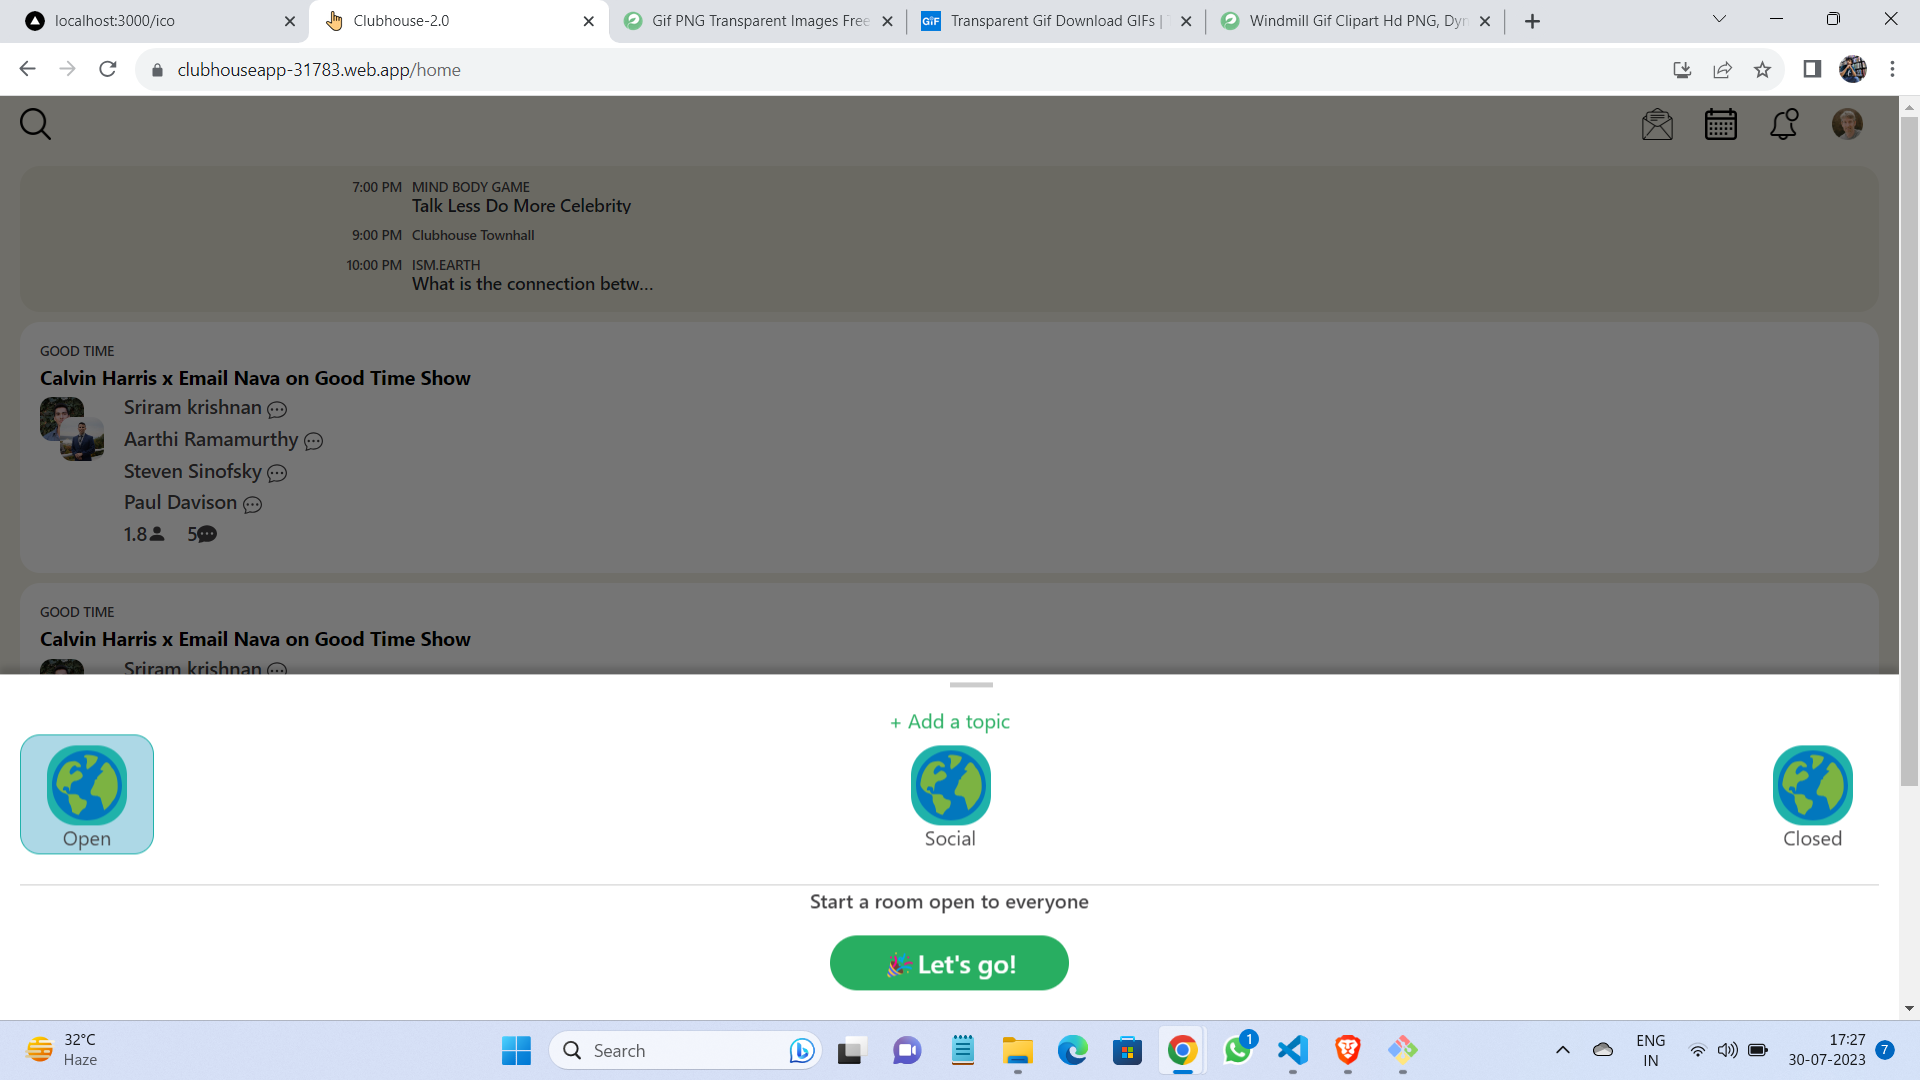 localhost:3000/ico
Clubhouse-2.0
Gif PNG Transparent Images Free
Transparent Gif Download GIFs |
Windmill Gif Clipart Hd PNG, Dyn
clubhouseapp-31783.web.app/home
7:00 PM MIND BODY GAME
Talk Less Do More Celebrity
9:00 PM Clubhouse Townhall
10:00 PM ISM.EARTH
What is the connection betw...
GOOD TIME
Calvin Harris x Email Nava on Good Time Show
Sriram krishnan
Aarthi Ramamurthy
Steven Sinofsky
Paul Davison
1.8 5
GOOD TIME
Calvin Harris x Email Nava on Good Time Show
Sriram krishnan
+ Add a topic
Open
Social
Closed
Start a room open to everyone
Let's go!
32°C
Haze
Search
1
ENG
IN
17:27
30-07-2023
7